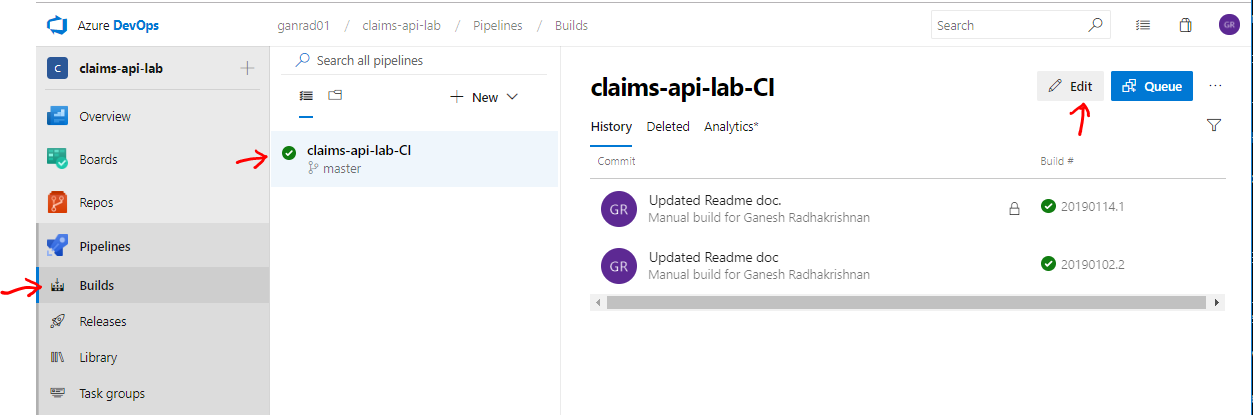 Azure DevOps
ganrad01 / claims-api-lab / Pipelines / Builds
Search
GR
C
claims-api-lab
Overview
Boards
Repos
Pipelines
Builds
Releases
Library
Task groups
Search all pipelines
New
claims-api-lab-CI
master
claims-api-lab-CI
Edit
Queue
History Deleted Analytics*
Commit Build #
GR
Updated Readme doc.
Manual build for Ganesh Radhakrishnan
20190114.1
GR
Updated Readme doc
Manual build for Ganesh Radhakrishnan
20190102.2